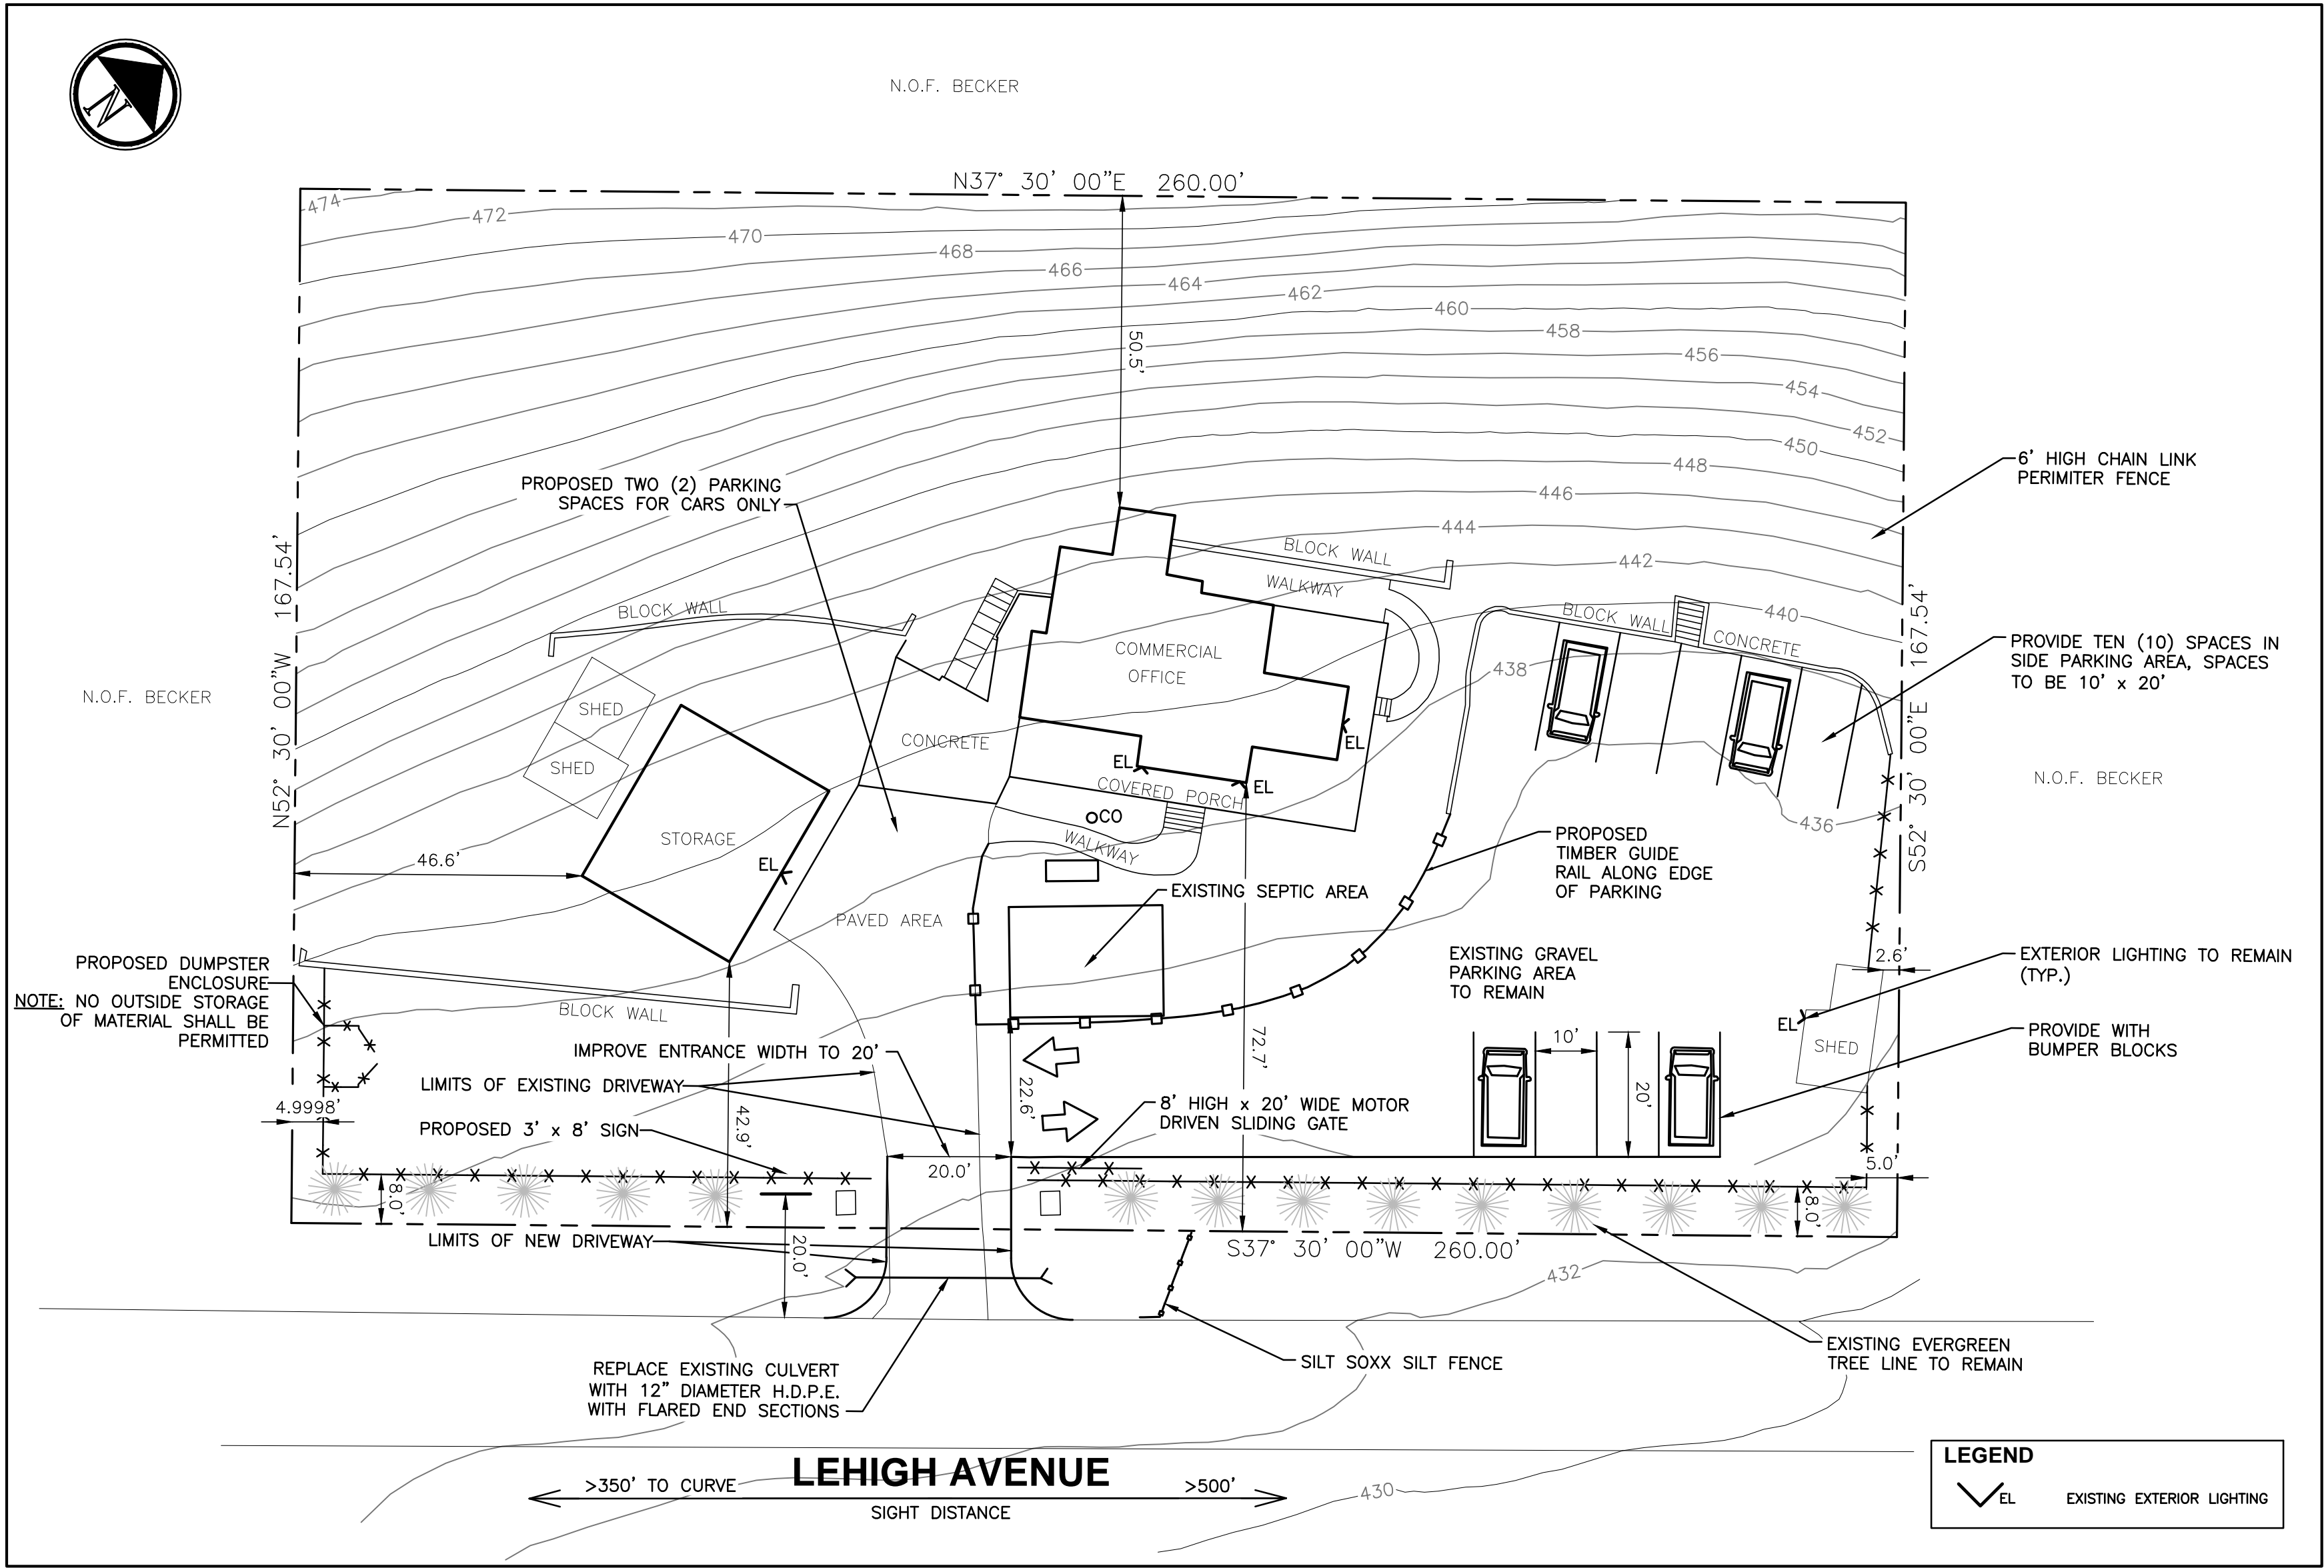 N
N.O.F. BECKER
N37° 30' 00"E 260.00'
474
472
470
468
466
464
462
460
458
456
454
452
450
448
446
444
442
440
438
436
50.5'
6' HIGH CHAIN LINK
PERIMITER FENCE
PROPOSED TWO (2) PARKING
SPACES FOR CARS ONLY
N52° 30' 00"W 167.54'
S52° 30' 00"E 167.54'
BLOCK WALL
WALKWAY
BLOCK WALL
BLOCK WALL
CONCRETE
PROVIDE TEN (10) SPACES IN
SIDE PARKING AREA, SPACES
TO BE 10' x 20'
COMMERCIAL
OFFICE
N.O.F. BECKER
SHED
SHED
CONCRETE
EL
EL
EL
COVERED PORCH
CO
WALKWAY
N.O.F. BECKER
STORAGE
EL
46.6'
PROPOSED
TIMBER GUIDE
RAIL ALONG EDGE
OF PARKING
EXISTING SEPTIC AREA
PAVED AREA
EXISTING GRAVEL
PARKING AREA
TO REMAIN
2.6'
EXTERIOR LIGHTING TO REMAIN
(TYP.)
PROPOSED DUMPSTER
ENCLOSURE
NOTE: NO OUTSIDE STORAGE
OF MATERIAL SHALL BE
PERMITTED
BLOCK WALL
EL
SHED
PROVIDE WITH
BUMPER BLOCKS
IMPROVE ENTRANCE WIDTH TO 20'
LIMITS OF EXISTING DRIVEWAY
72.7'
10'
20'
22.6'
4.9998'
42.9'
8' HIGH x 20' WIDE MOTOR
DRIVEN SLIDING GATE
PROPOSED 3' x 8' SIGN
20.0'
5.0'
8.0'
8.0'
LIMITS OF NEW DRIVEWAY
20.0'
S37° 30' 00"W 260.00'
432
EXISTING EVERGREEN
TREE LINE TO REMAIN
SILT SOXX SILT FENCE
REPLACE EXISTING CULVERT
WITH 12" DIAMETER H.D.P.E.
WITH FLARED END SECTIONS
LEHIGH AVENUE
>350' TO CURVE
>500'
SIGHT DISTANCE
430
LEGEND
EL EXISTING EXTERIOR LIGHTING